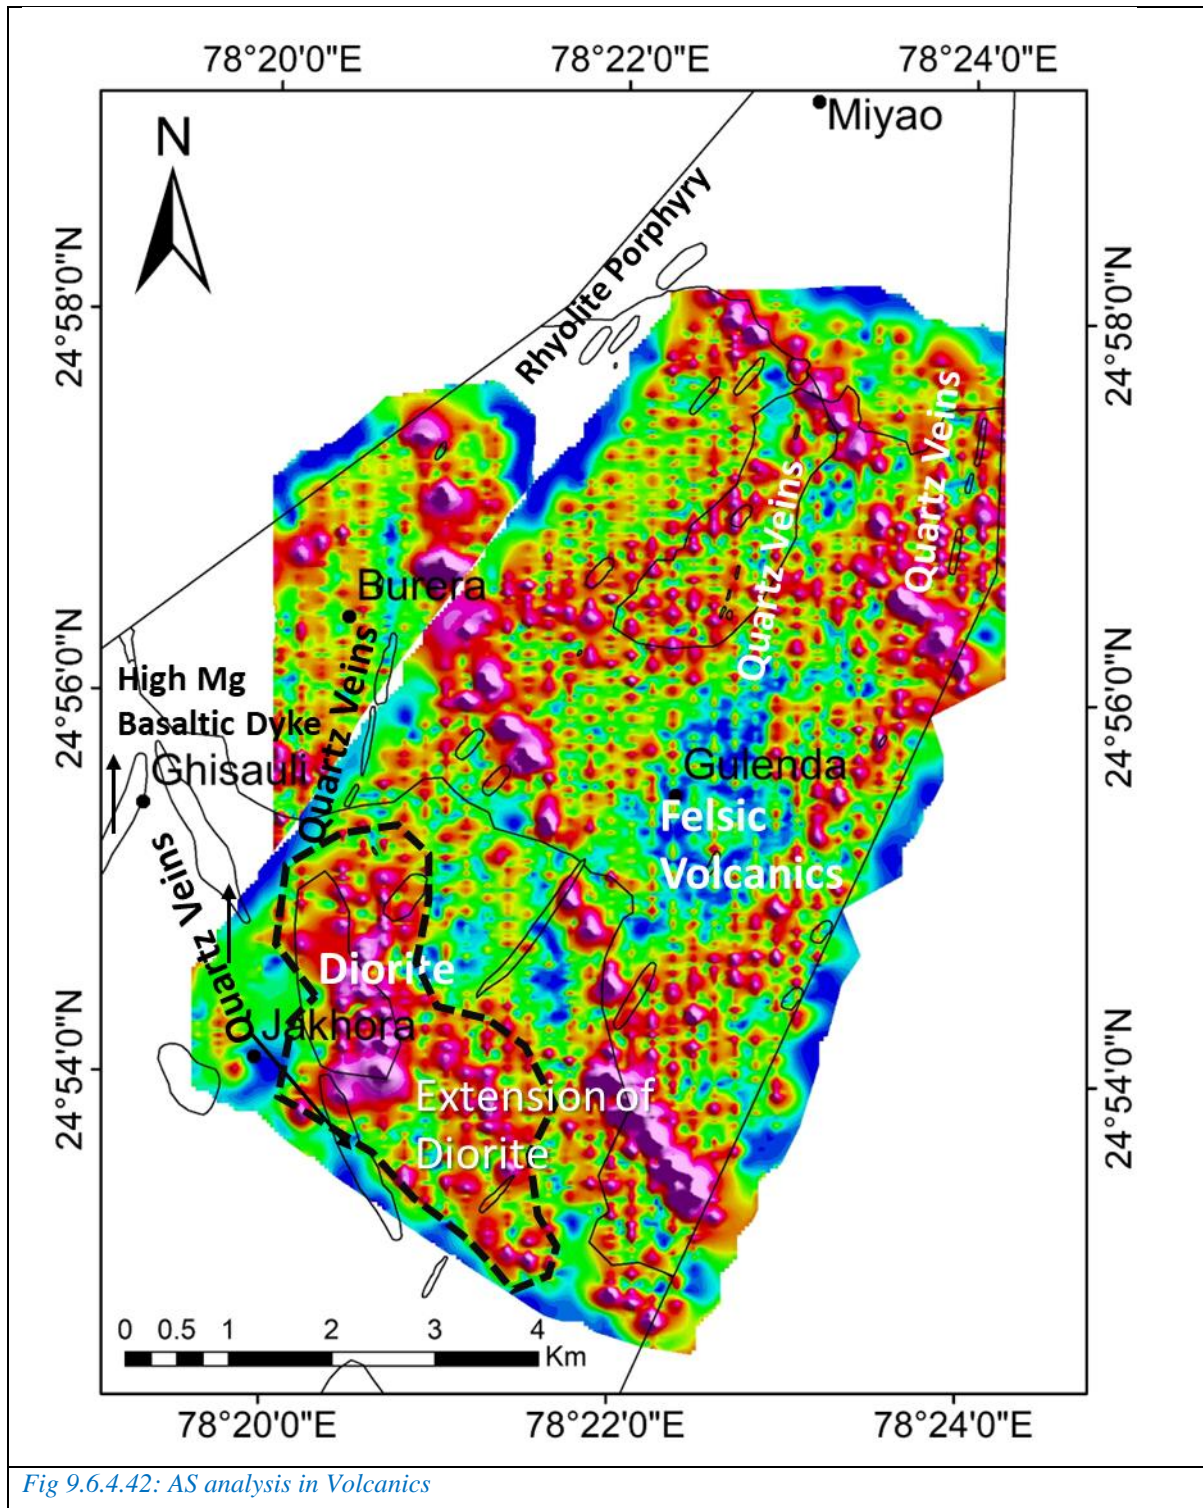 78°20'0"E 78°22'0"E 78°24'0"E
Miyao
N
Rhyolite Porphyry
24°58'0"N
24°58'0"N
Quartz Veins
Quartz Veins
Burera
Quartz Veins
24°56'0"N
24°56'0"N
High Mg
Basaltic Dyke
Ghisauli
Gulenda
Felsic
Volcanics
Quartz Veins
Diorite
Jakhora
24°54'0"N
24°54'0"N
Extension of
Diorite
0 0.5 1 2 3 4
Km
78°20'0"E 78°22'0"E 78°24'0"E
Fig 9.6.4.42: AS analysis in Volcanics